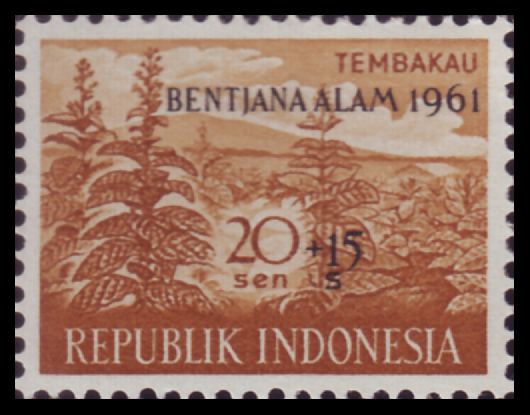 TEMBAKAU
BENTJANA ALAM 1961
20 +15
sen s
REPUBLIK INDONESIA